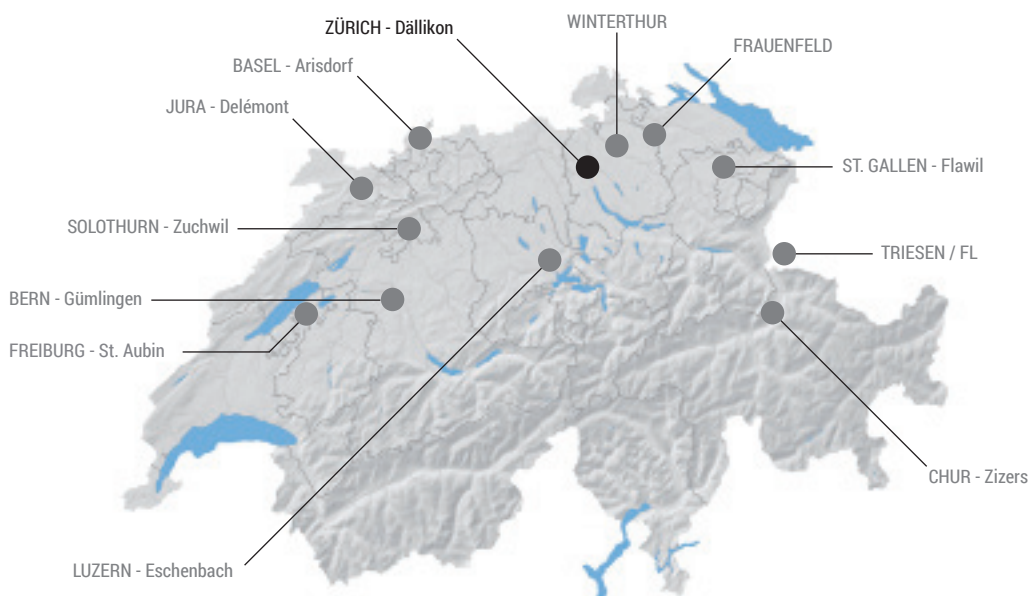 WINTERTHUR
ZÜRICH - Dällikon
FRAUENFELD
BASEL - Arisdorf
JURA - Delémont
ST. GALLEN - Flawil
SOLOTHURN - Zuchwil
TRIESEN / FL
BERN - Gümlingen
FREIBURG - St. Aubin
CHUR - Zizers
LUZERN - Eschenbach